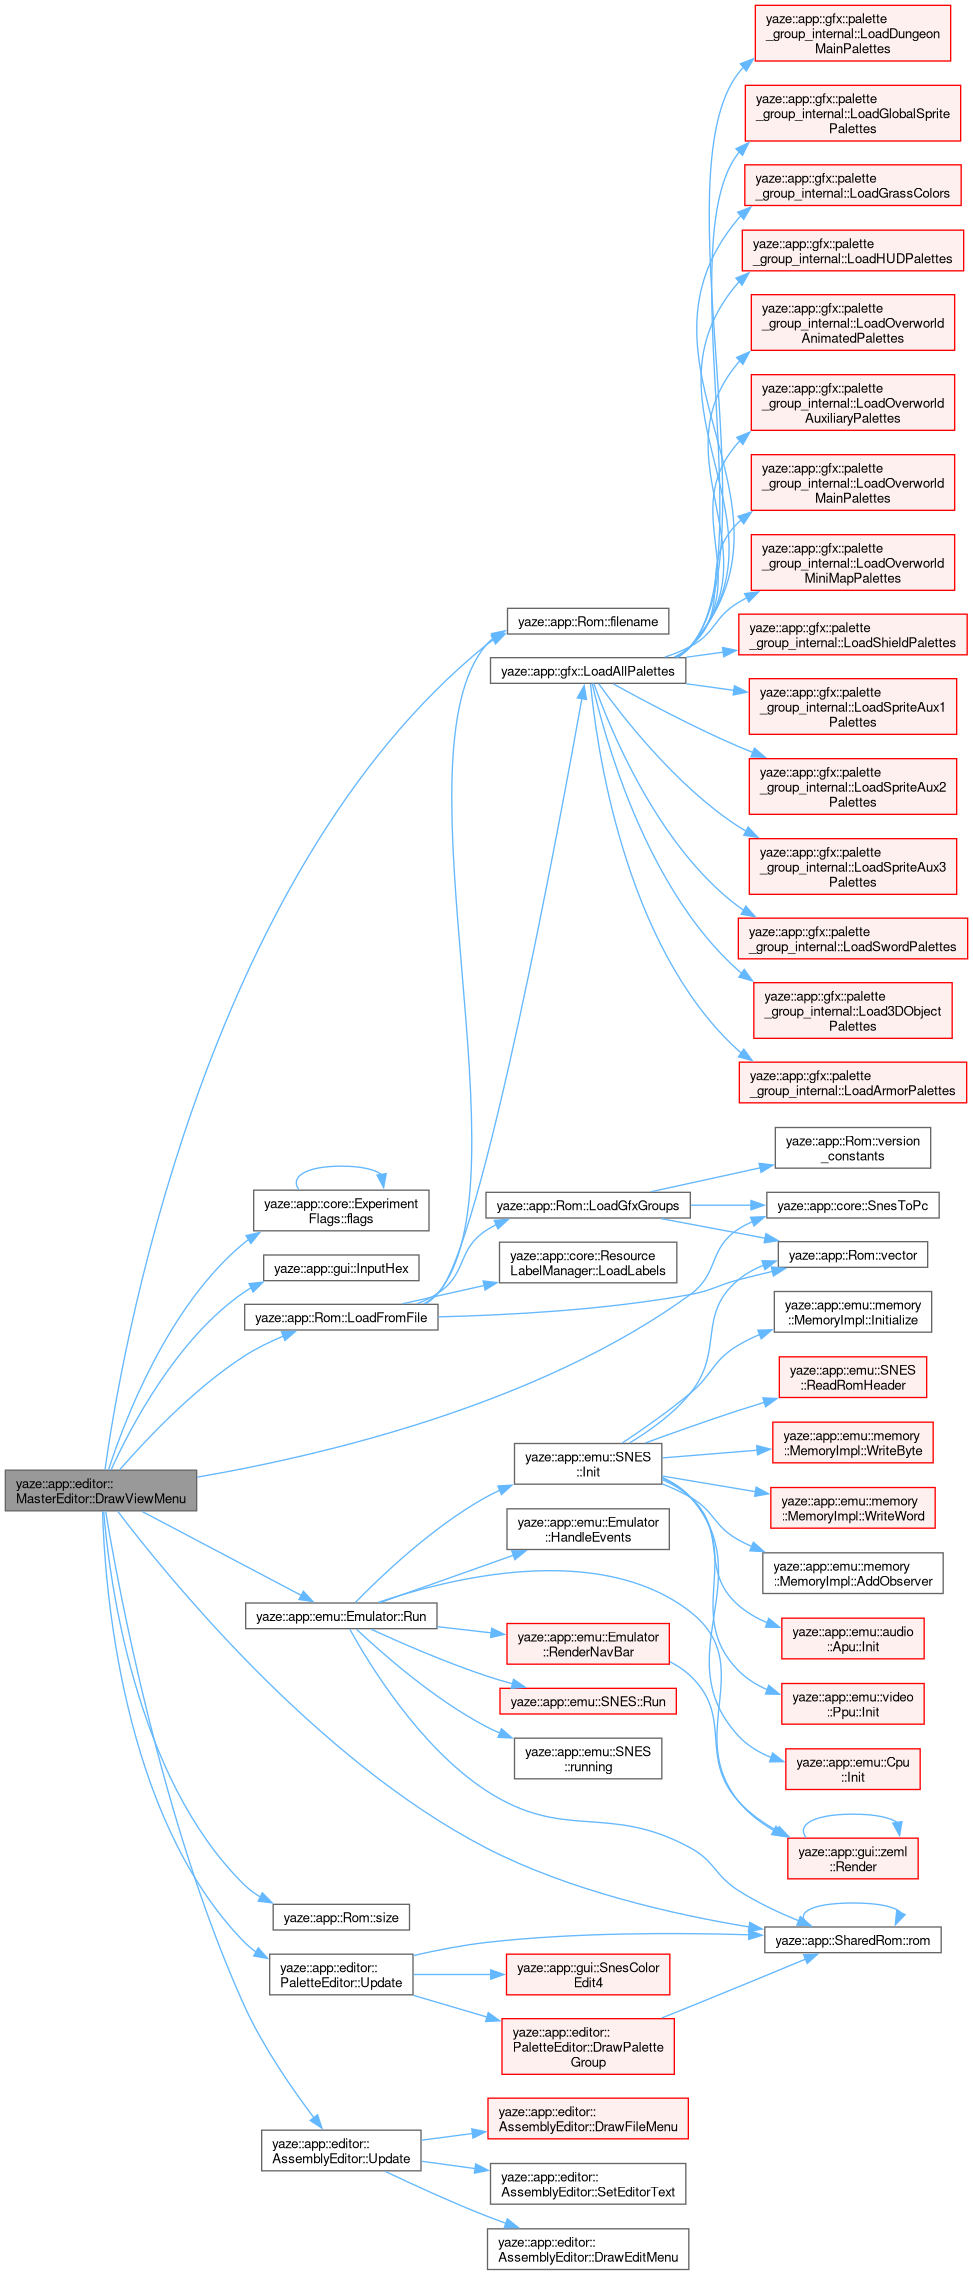 yaze::app::gfx::palette
_group_internal::LoadDungeon
MainPalettes
yaze::app::gfx::palette
_group_internal::LoadGlobalSprite
Palettes
yaze::app::gfx::palette
_group_internal::LoadGrassColors
yaze::app::gfx::palette
_group_internal::LoadHUDPalettes
yaze::app::gfx::palette
_group_internal::LoadOverworld
AnimatedPalettes
yaze::app::gfx::palette
_group_internal::LoadOverworld
AuxiliaryPalettes
yaze::app::gfx::palette
_group_internal::LoadOverworld
MainPalettes
yaze::app::gfx::palette
_group_internal::LoadOverworld
MiniMapPalettes
yaze::app::Rom::filename
yaze::app::gfx::LoadAllPalettes
yaze::app::gfx::palette
_group_internal::LoadShieldPalettes
yaze::app::gfx::palette
_group_internal::LoadSpriteAux1
Palettes
yaze::app::gfx::palette
_group_internal::LoadSpriteAux2
Palettes
yaze::app::gfx::palette
_group_internal::LoadSpriteAux3
Palettes
yaze::app::gfx::palette
_group_internal::LoadSwordPalettes
yaze::app::gfx::palette
_group_internal::Load3DObject
Palettes
yaze::app::gfx::palette
_group_internal::LoadArmorPalettes
yaze::app::Rom::version
_constants
yaze::app::core::Experiment
Flags::flags
yaze::app::Rom::LoadGfxGroups
yaze::app::core::SnesToPc
yaze::app::gui::InputHex
yaze::app::core::Resource
LabelManager::LoadLabels
yaze::app::Rom::vector
yaze::app::Rom::LoadFromFile
yaze::app::emu::memory
::MemoryImpl::Initialize
yaze::app::emu::SNES
::ReadRomHeader
yaze::app::emu::memory
::MemoryImpl::WriteByte
yaze::app::emu::SNES
::Init
yaze::app::editor::
MasterEditor::DrawViewMenu
yaze::app::emu::memory
::MemoryImpl::WriteWord
yaze::app::emu::Emulator
::HandleEvents
yaze::app::emu::memory
::MemoryImpl::AddObserver
yaze::app::emu::Emulator::Run
yaze::app::emu::Emulator
::RenderNavBar
yaze::app::emu::audio
::Apu::Init
yaze::app::emu::SNES::Run
yaze::app::emu::video
::Ppu::Init
yaze::app::emu::SNES
::running
yaze::app::emu::Cpu
::Init
yaze::app::gui::zeml
::Render
yaze::app::Rom::size
yaze::app::SharedRom::rom
yaze::app::editor::
PaletteEditor::Update
yaze::app::gui::SnesColor
Edit4
yaze::app::editor::
PaletteEditor::DrawPalette
Group
yaze::app::editor::
AssemblyEditor::DrawFileMenu
yaze::app::editor::
AssemblyEditor::Update
yaze::app::editor::
AssemblyEditor::SetEditorText
yaze::app::editor::
AssemblyEditor::DrawEditMenu